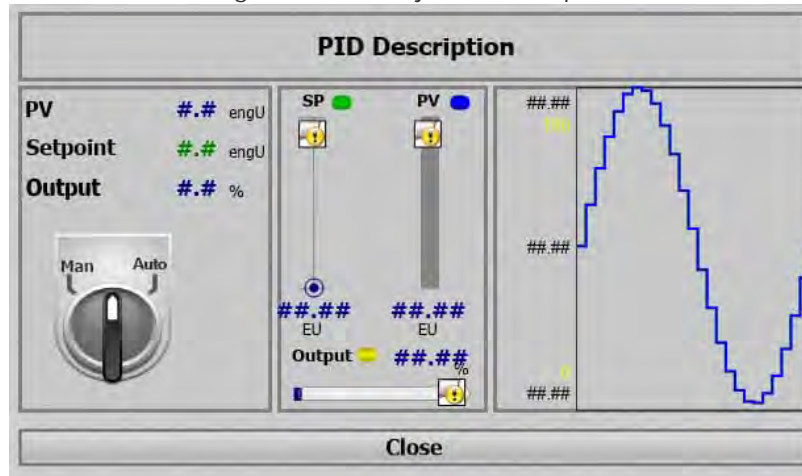 PID Description
PV #.# engU
Setpoint #.# engU
Output #.# %
Man Auto
SP PV
##.## ##.##
EU EU
Output ##.##
%
##.##
100
##.##
0
##.##
Close